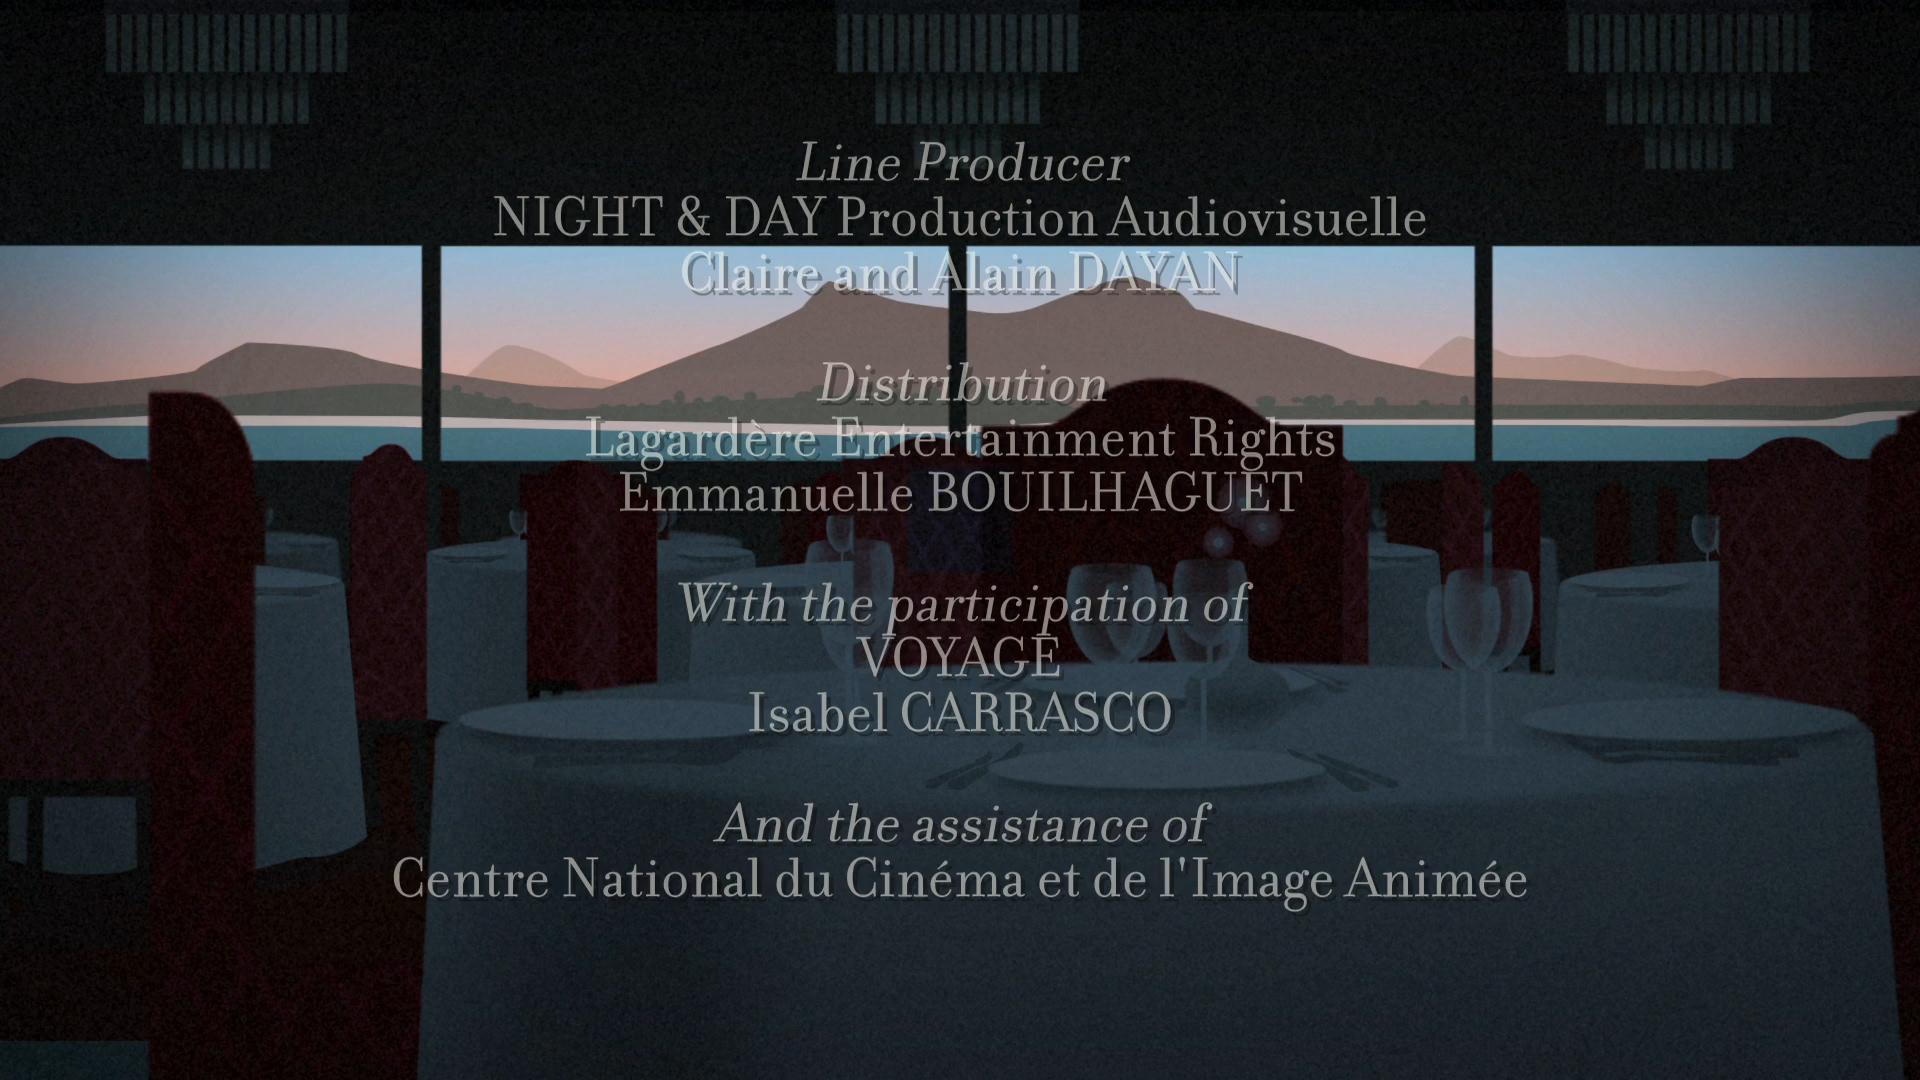 Line Producer
NIGHT & DAY Production Audiovisuelle
Claire and Alain DAYAN
Distribution
Lagardère Entertainment Rights
Emmanuelle BOUILHAGUET
With the participation of
VOYAGE
Isabel CARRASCO
And the assistance of
Centre National du Cinéma et de l'Image Animée